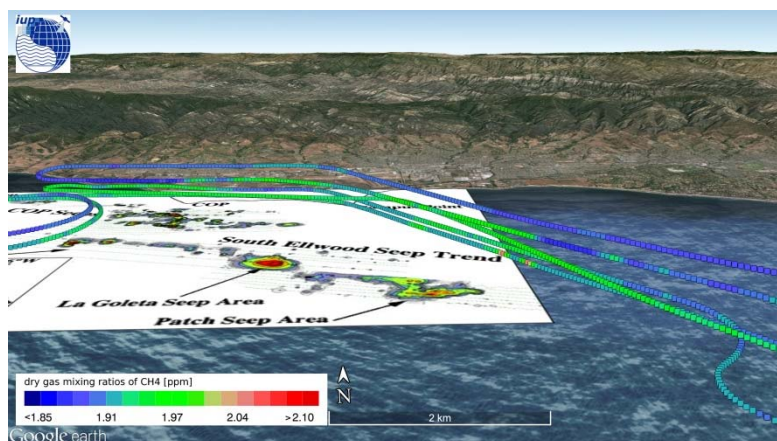 iup
COP
South Ellwood Seep Trend
La Goleta Seep Area
Patch Seep Area
dry gas mixing ratios of CH4 [ppm]
<1.85 1.91 1.97 2.04 >2.10
N
2 km
Google earth